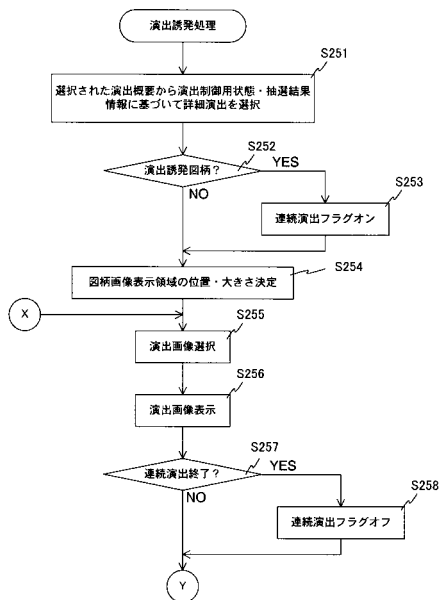 演出誘発処理
S251
選択された演出概要から演出制御用状態・抽選結果
情報に基づいて詳細演出を選択
S252
演出誘発図柄？
YES
NO
S253
連続演出フラグオン
S254
図柄画像表示領域の位置・大きさ決定
X
S255
演出画像選択
S256
演出画像表示
S257
連続演出終了？
YES
NO
S258
連続演出フラグオフ
Y